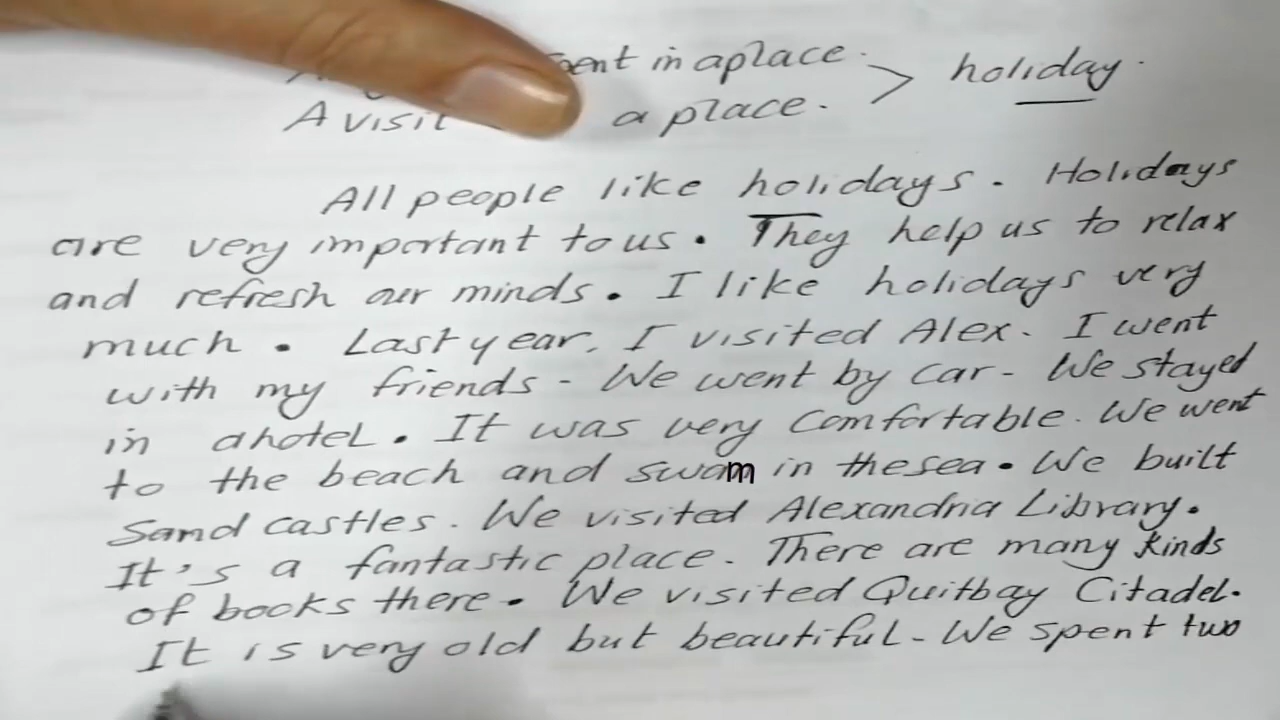 in a place. > holiday.
A visit a place.
All people like holidays. Holidays
are very important to us. They help us to relax
and refresh our minds. I like holidays very
much. Last year, I visited Alex. I went
with my friends - We went by car - We stayed
in a hotel. It was very comfortable. We went
to the beach and swam in the sea. We built
Sand castles. We visited Alexandria Library.
It's a fantastic place. There are many kinds
of books there. We visited Quitbay Citadel.
It is very old but beautiful - We spent two